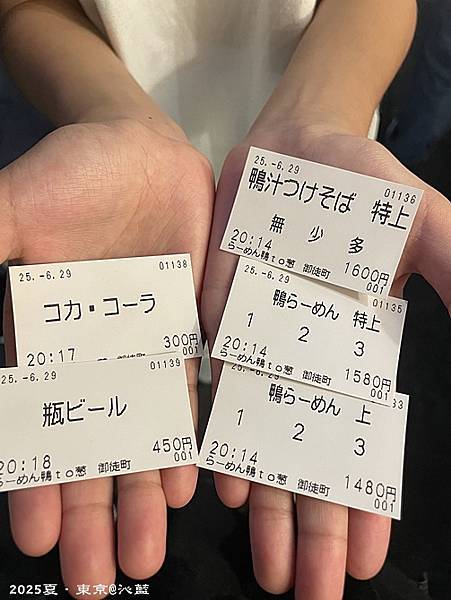 25.-6.29
01138
コカ・コーラ
300円
20:17
001
御徒町
25.-6.29
01139
瓶ビール
450円
20:18
001
らーめん鴨to葱 御徒町
25.-6.29
01136
鴨汁つけそば 特上
無 少 多
20:14
1600円
らーめん鴨to葱 御徒町
001
25.-6.29
01135
鴨らーめん 特上
1 2 3
20:14
1580円
らーめん鴨to葱 御徒町
001
25.-6.29
鴨らーめん 上
1 2 3
20:14
1480円
らーめん鴨to葱 御徒町
001
2025夏・東京@沁藍